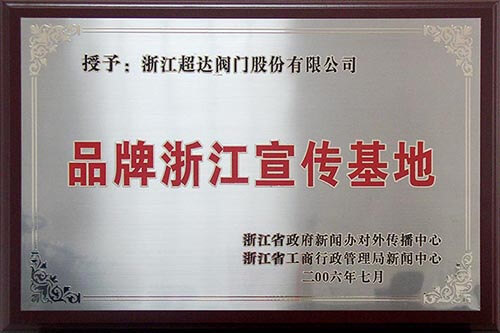 授予：浙江超达阀门股份有限公司
品牌浙江宣传基地
浙江省政府新闻办对外传播中心
浙江省工商行政管理局新闻中心
二00六年七月